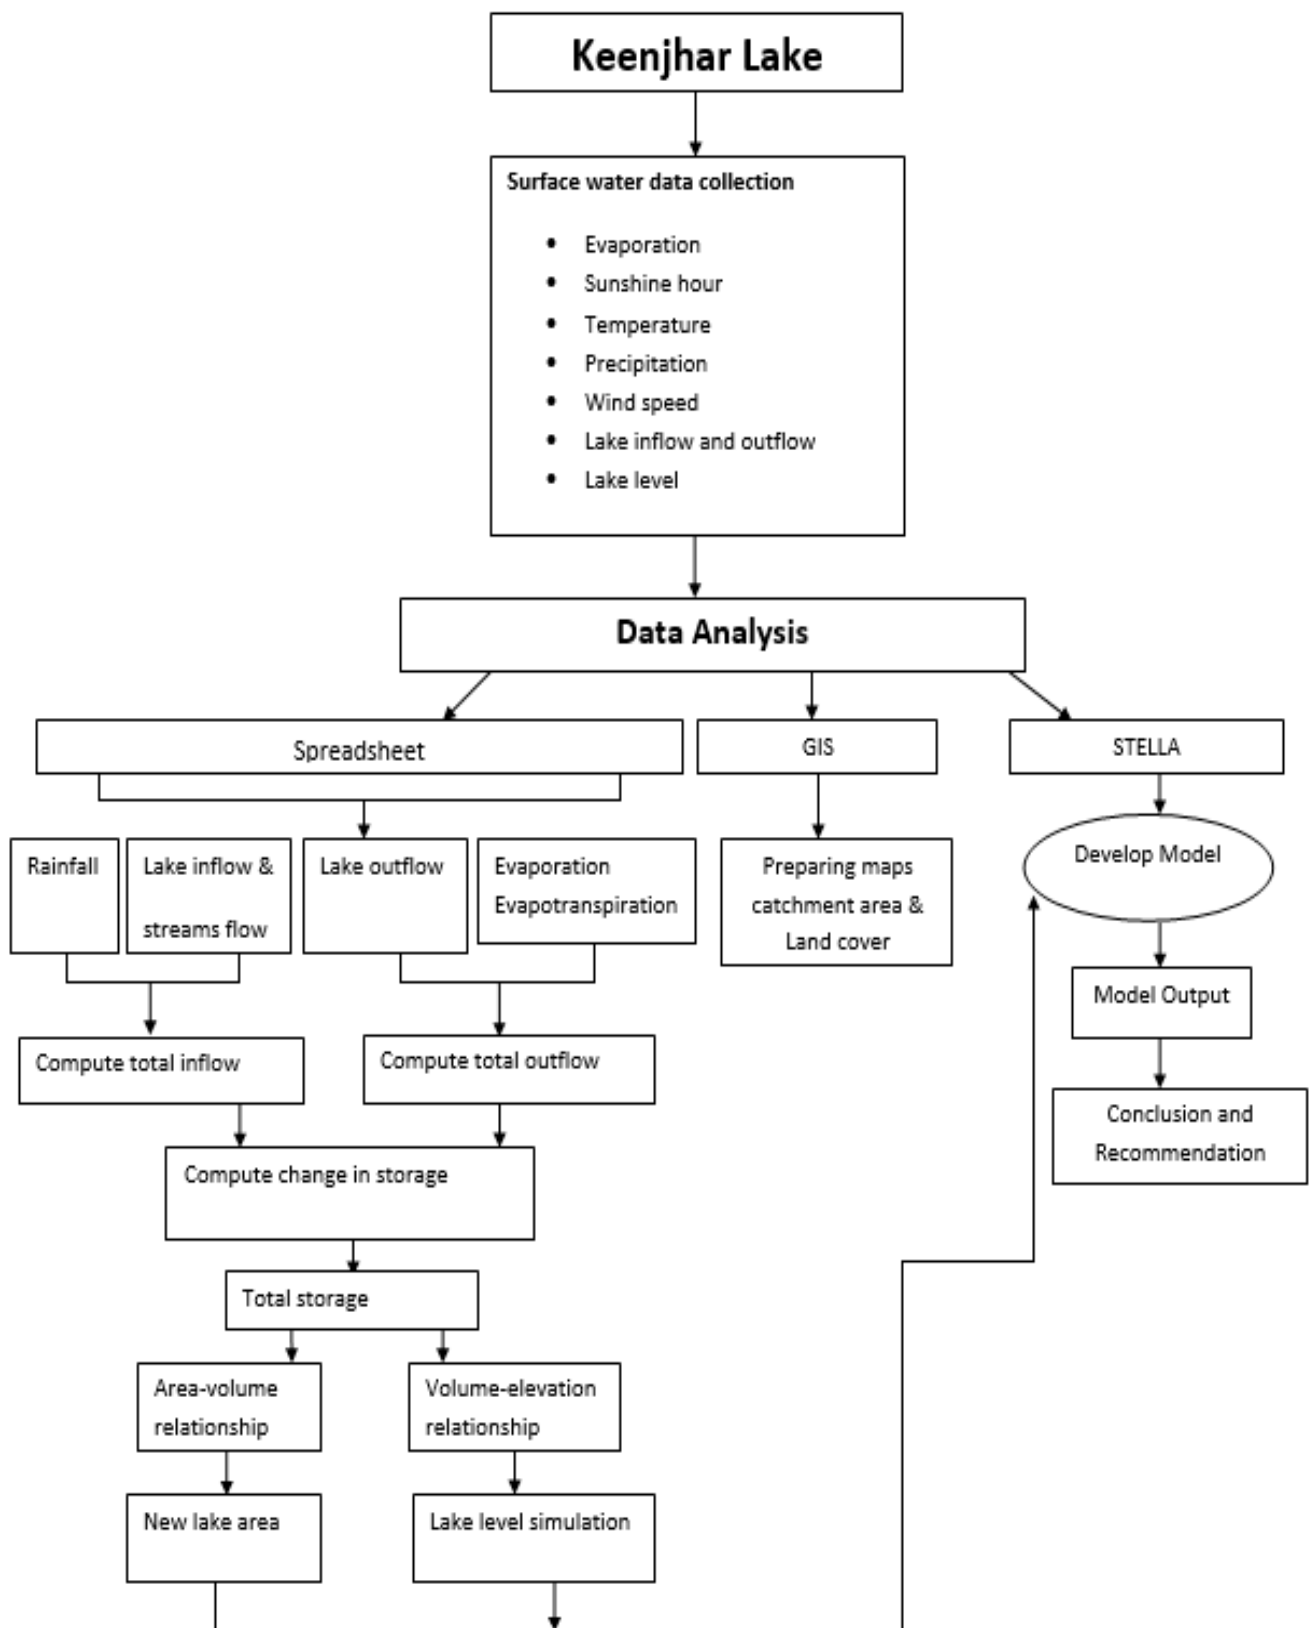 Keenjhar Lake
Surface water data collection
• Evaporation
• Sunshine hour
• Temperature
• Precipitation
• Wind speed
• Lake inflow and outflow
• Lake level
Data Analysis
Spreadsheet
GIS
STELLA
Rainfall
Lake inflow &
streams flow
Lake outflow
Evaporation
Evapotranspiration
Preparing maps
catchment area &
Land cover
Develop Model
Model Output
Conclusion and
Recommendation
Compute total inflow
Compute total outflow
Compute change in storage
Total storage
Area-volume
relationship
Volume-elevation
relationship
New lake area
Lake level simulation